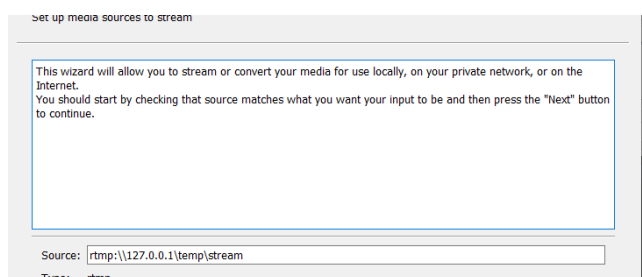 Set up media sources to stream
This wizard will allow you to stream or convert your media for use locally, on your private network, or on the
Internet.
You should start by checking that source matches what you want your input to be and then press the "Next" button
to continue.
Source: rtmp:\\127.0.0.1\temp\stream
Type: rtmp